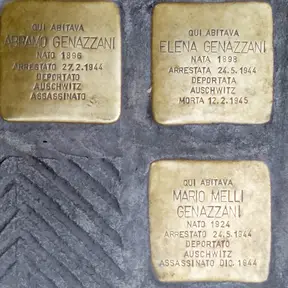 QUI ABITAVA
ABRAMO GENAZZANI
NATO 1896
ARRESTATO 27.2.1944
DEPORTATO
AUSCHWITZ
ASSASSINATO
QUI ABITAVA
ELENA GENAZZANI
NATA 1898
ARRESTATA 24.5.1944
DEPORTATA
AUSCHWITZ
MORTA 12.2.1945
QUI ABITAVA
MARIO MELLI
GENAZZANI
NATO 1924
ARRESTATO 24.5.1944
DEPORTATO
AUSCHWITZ
ASSASSINATO DIC. 1944